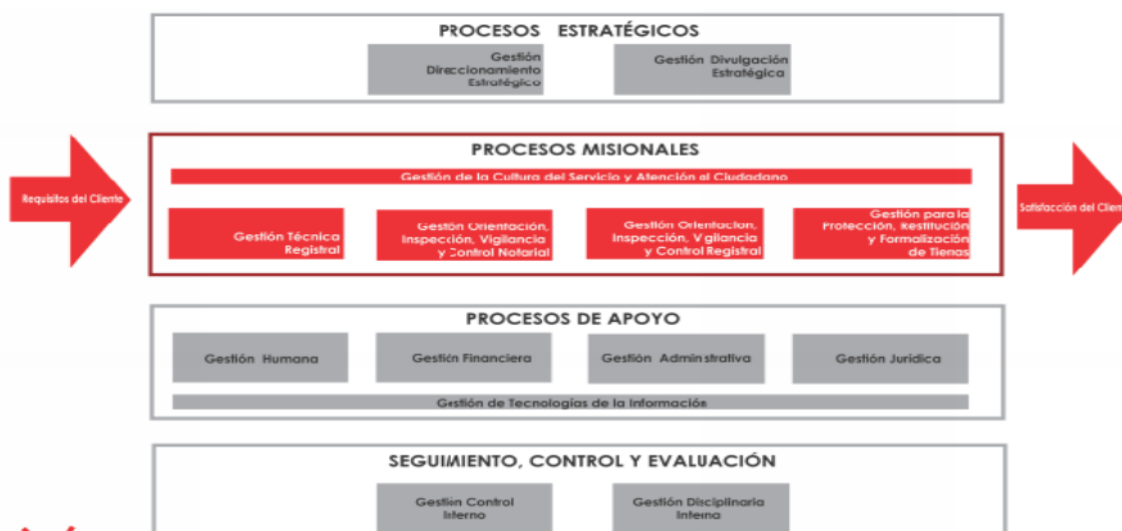 PROCESOS ESTRATÉGICOS
Gestión
Direccionamiento
Estratégico
Gestión Divulgación
Estratégica
PROCESOS MISIONALES
Gestión de la Cultura del Servicio y Atención al Ciudadano
Requisitos del Cliente
Gestión Técnica
Registral
Gestión Orientación,
Inspección, Vigilancia
y Control Notarial
Gestión Orientación,
Inspección, Vigilancia
y Control Registral
Gestión para la
Protección, Restitución
y Formalización
de Tierras
Satisfacción del Clien
PROCESOS DE APOYO
Gestión Humana
Gestión Financiera
Gestión Administrativa
Gestión Jurídica
Gestión de Tecnologías de la Información
SEGUIMIENTO, CONTROL Y EVALUACIÓN
Gestión Control
Interno
Gestión Disciplinaria
Interna